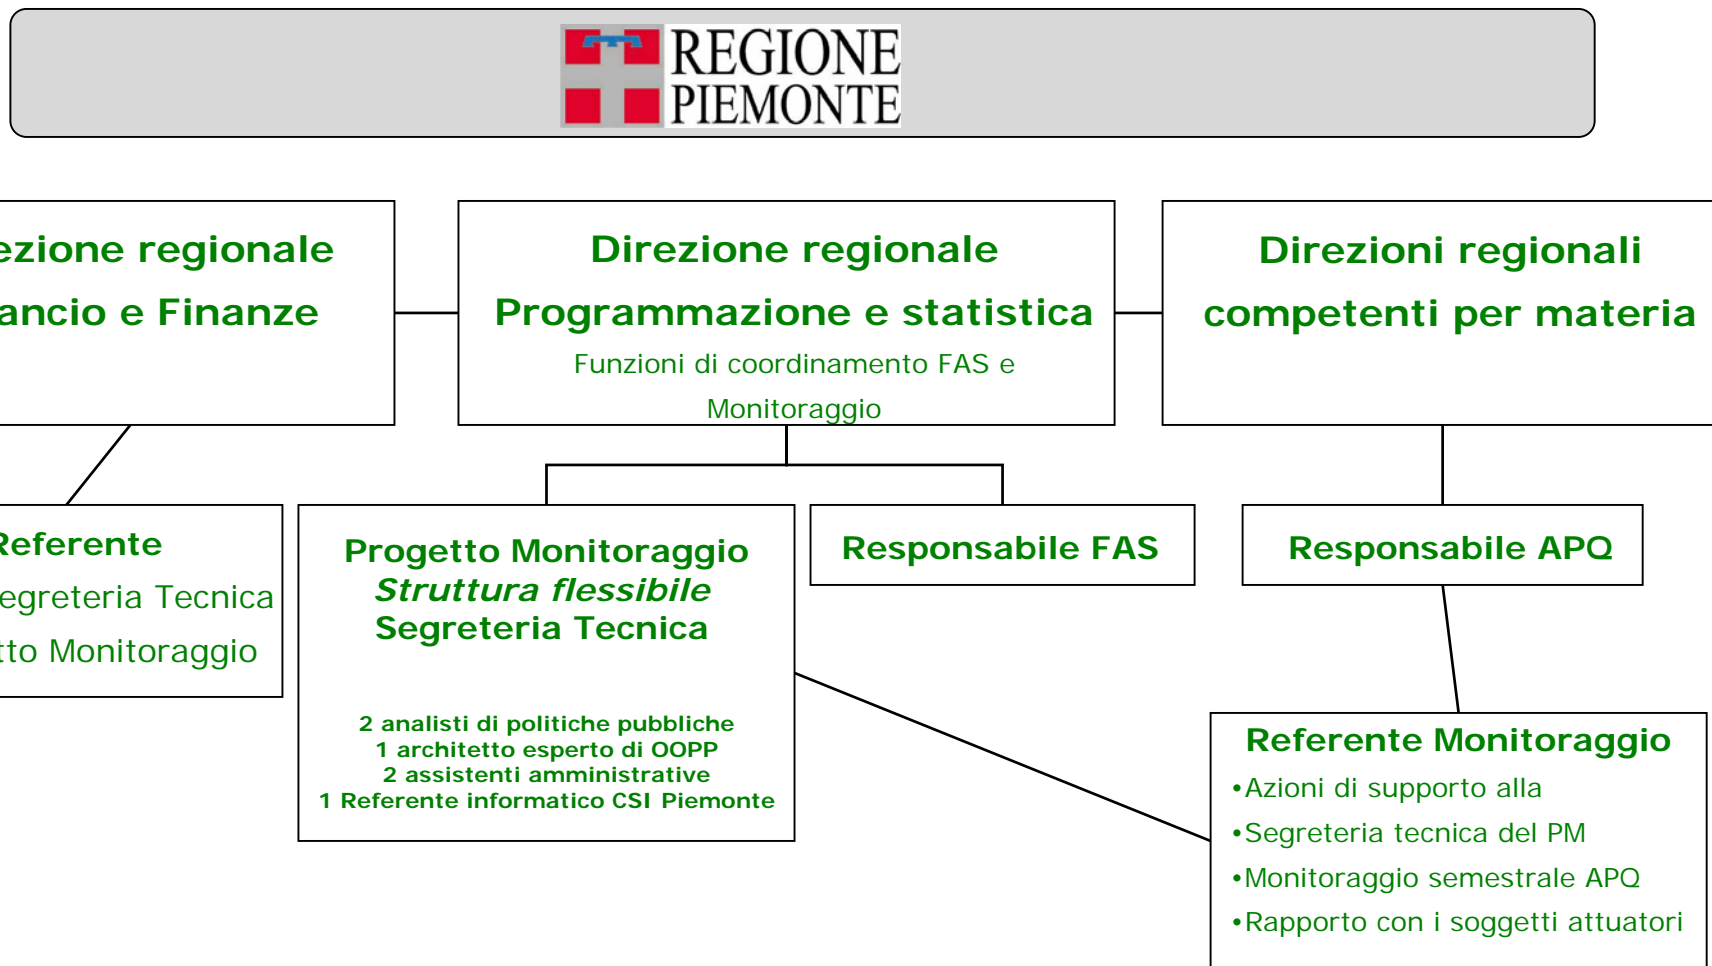 REGIONE
PIEMONTE
ezione regionale
ancio e Finanze
Direzione regionale
Programmazione e statistica
Funzioni di coordinamento FAS e
Monitoraggio
Direzioni regionali
competenti per materia
Referente
egreteria Tecnica
tto Monitoraggio
Progetto Monitoraggio
Struttura flessibile
Segreteria Tecnica
2 analisti di politiche pubbliche
1 architetto esperto di OOPP
2 assistenti amministrative
1 Referente informatico CSI Piemonte
Responsabile FAS
Responsabile APQ
Referente Monitoraggio
•Azioni di supporto alla
•Segreteria tecnica del PM
•Monitoraggio semestrale APQ
•Rapporto con i soggetti attuatori